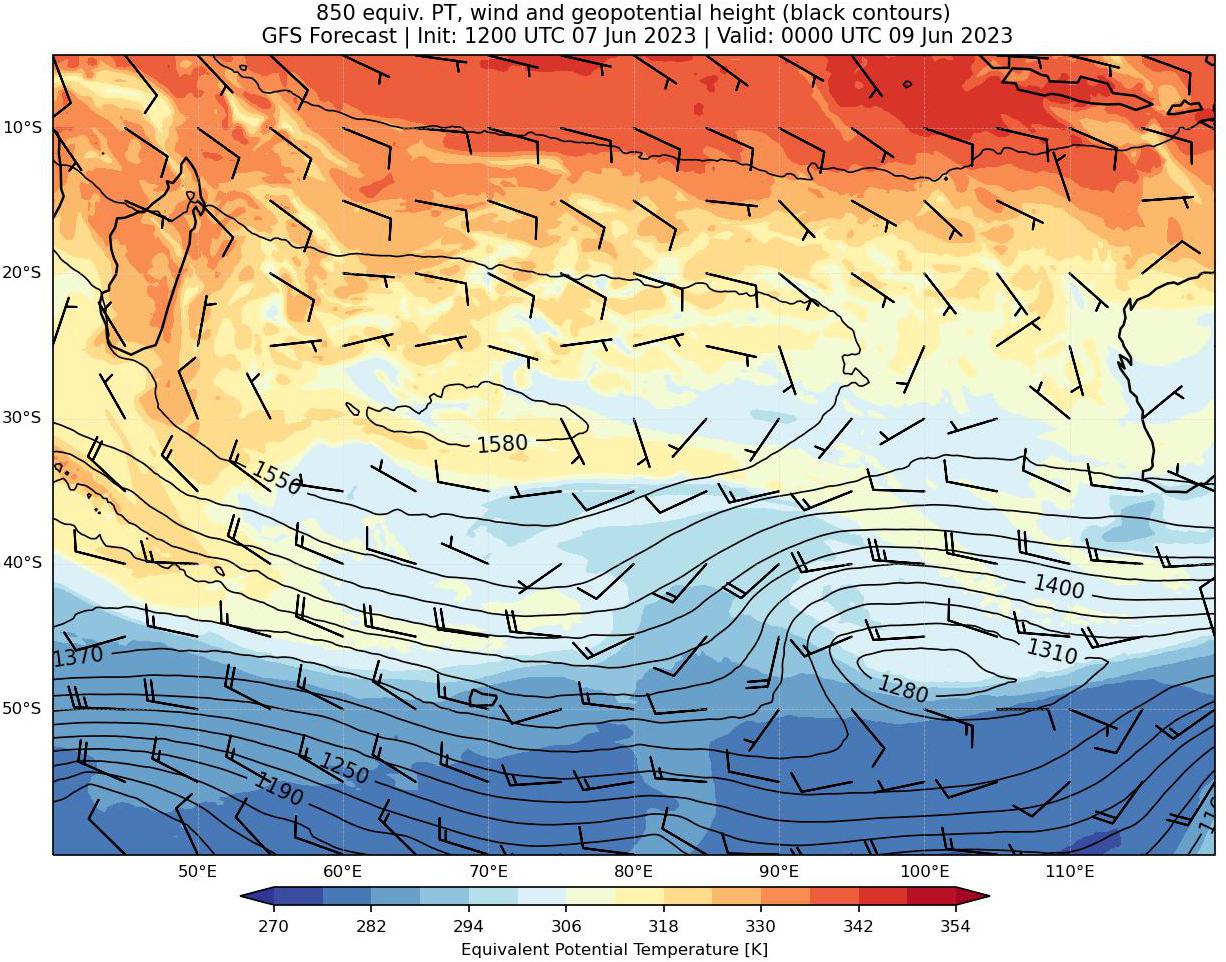 850 equiv. PT, wind and geopotential height (black contours)
GFS Forecast | Init: 1200 UTC 07 Jun 2023 | Valid: 0000 UTC 09 Jun 2023
10°S
20°S
30°S
1580
1550
40°S
1400
1370
1310
1280
50°S
1250
1190
50°E
60°E
70°E
80°E
90°E
100°E
110°E
270
282
294
306
318
330
342
354
Equivalent Potential Temperature [K]